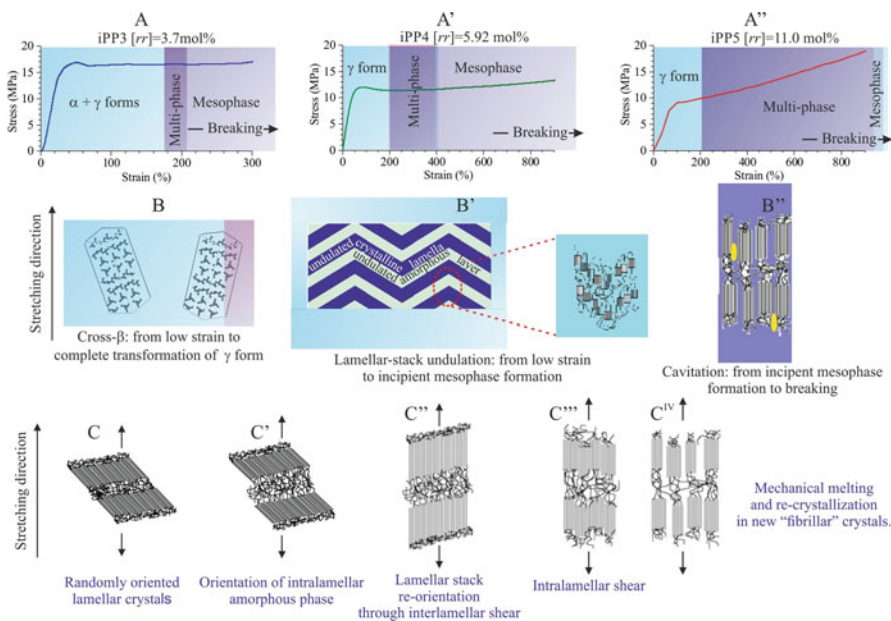 A
iPP3 [rr]=3.7mol%
20
15
10
5
0
Stress (MPa)
α + γ forms
Multi-phase
Mesophase
Breaking
0
100
200
300
Strain (%)
A'
iPP4 [rr]=5.92 mol%
20
15
10
5
0
Stress (MPa)
γ form
Multi-phase
Mesophase
Breaking
0
200
400
600
800
Strain (%)
A''
iPP5 [rr]=11.0 mol%
20
15
10
5
0
Stress (MPa)
γ form
Multi-phase
Mesophase
Breaking
0
200
400
600
800
Strain (%)
Stretching direction
B
Cross-β: from low strain to
complete transformation of γ form
B'
undulated crystalline lamella
undulated amorphous layer
Lamellar-stack undulation: from low strain
to incipient mesophase formation
B''
Cavitation: from incipent mesophase
formation to breaking
Stretching direction
C
Randomly oriented
lamellar crystals
C'
Orientation of intralamellar
amorphous phase
C''
Lamellar stack
re-orientation
through interlamellar shear
C'''
Intralamellar shear
C^IV
Mechanical melting
and re-crystallization
in new “fibrillar” crystals.